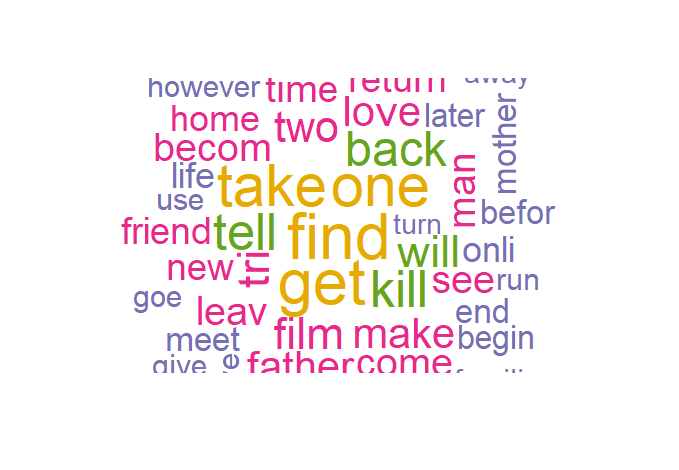 however time return away
home two love later mother
becom back
life take one man
use befor
friend tell find turn
will onli
new tri get kill see run
goe
leav film make end
meet begin
give father come